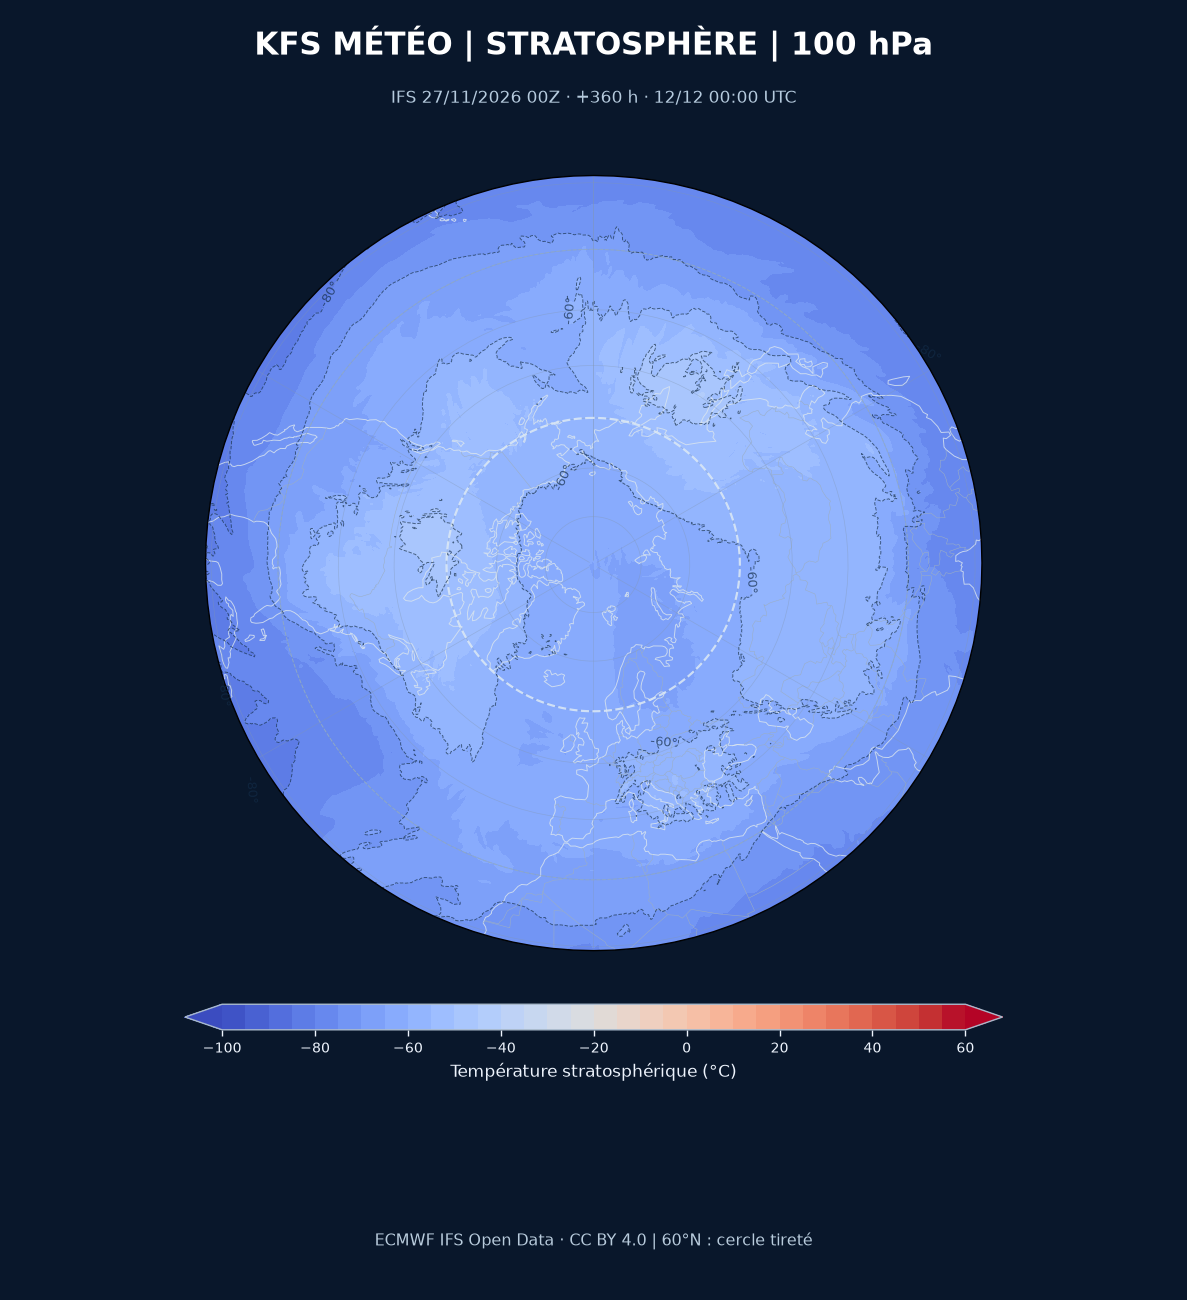 KFS MÉTÉO | STRATOSPHÈRE | 100 hPa
IFS 27/11/2026 00Z · +360 h · 12/12 00:00 UTC
-80°
-60°
-80°
-60°
-60°
-60°
-80°
−100 −80 −60 −40 −20 0 20 40 60
Température stratosphérique (°C)
ECMWF IFS Open Data · CC BY 4.0 | 60°N : cercle tireté